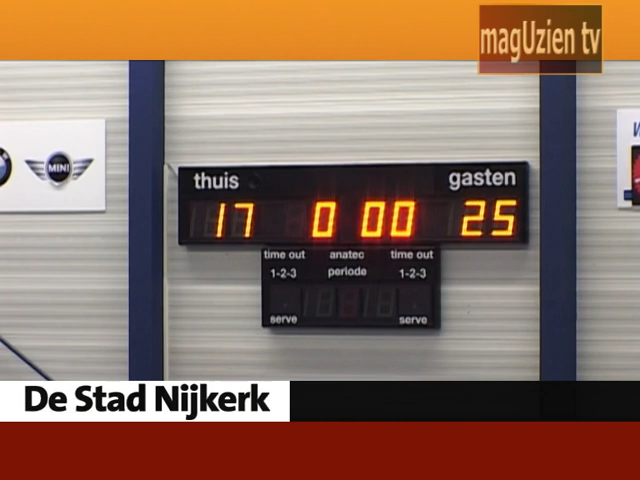 magUzien tv
MINI
thuis gasten
17 0 00 25
time out anatec time out
1-2-3 periode 1-2-3
serve serve
De Stad Nijkerk